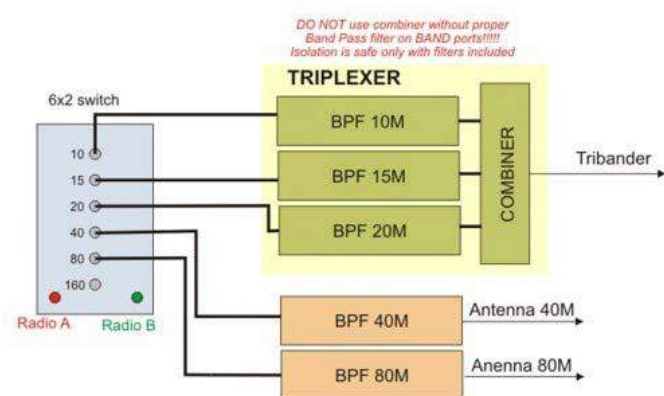 DO NOT use combiner without proper
Band Pass filter on BAND ports!!!!!
Isolation is safe only with filters included
TRIPLEXER
6x2 switch
BPF 10M
10
BPF 15M
COMBINER
Tribander
15
20
BPF 20M
40
80
160
BPF 40M
Antenna 40M
Radio A
Radio B
BPF 80M
Anenna 80M